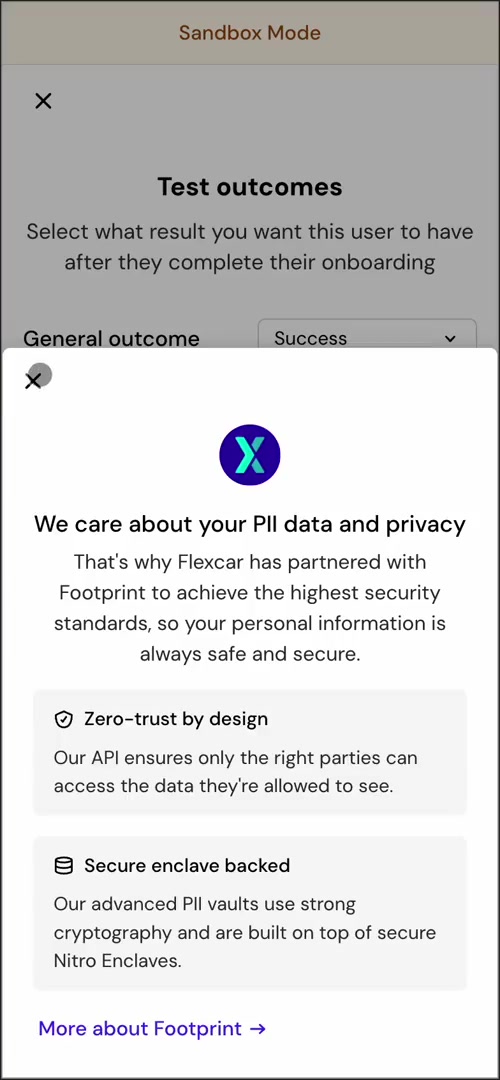 Sandbox Mode
Test outcomes
Select what result you want this user to have
after they complete their onboarding
General outcome
Success
We care about your PII data and privacy
That's why Flexcar has partnered with
Footprint to achieve the highest security
standards, so your personal information is
always safe and secure.
Zero-trust by design
Our API ensures only the right parties can
access the data they're allowed to see.
Secure enclave backed
Our advanced PII vaults use strong
cryptography and are built on top of secure
Nitro Enclaves.
More about Footprint →